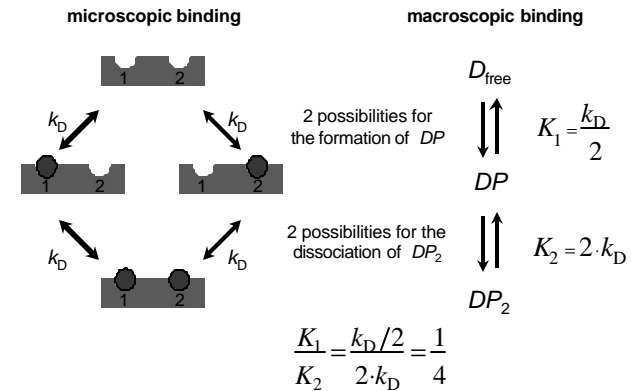 microscopic binding
macroscopic binding
1 2
D_free
k_D k_D
2 possibilities for
the formation of DP
K_1 = k_D/2
1 2 1 2
DP
2 possibilities for the
dissociation of DP_2
K_2 = 2·k_D
k_D k_D
1 2
DP_2
K_1/K_2 = k_D/2/2·k_D = 1/4